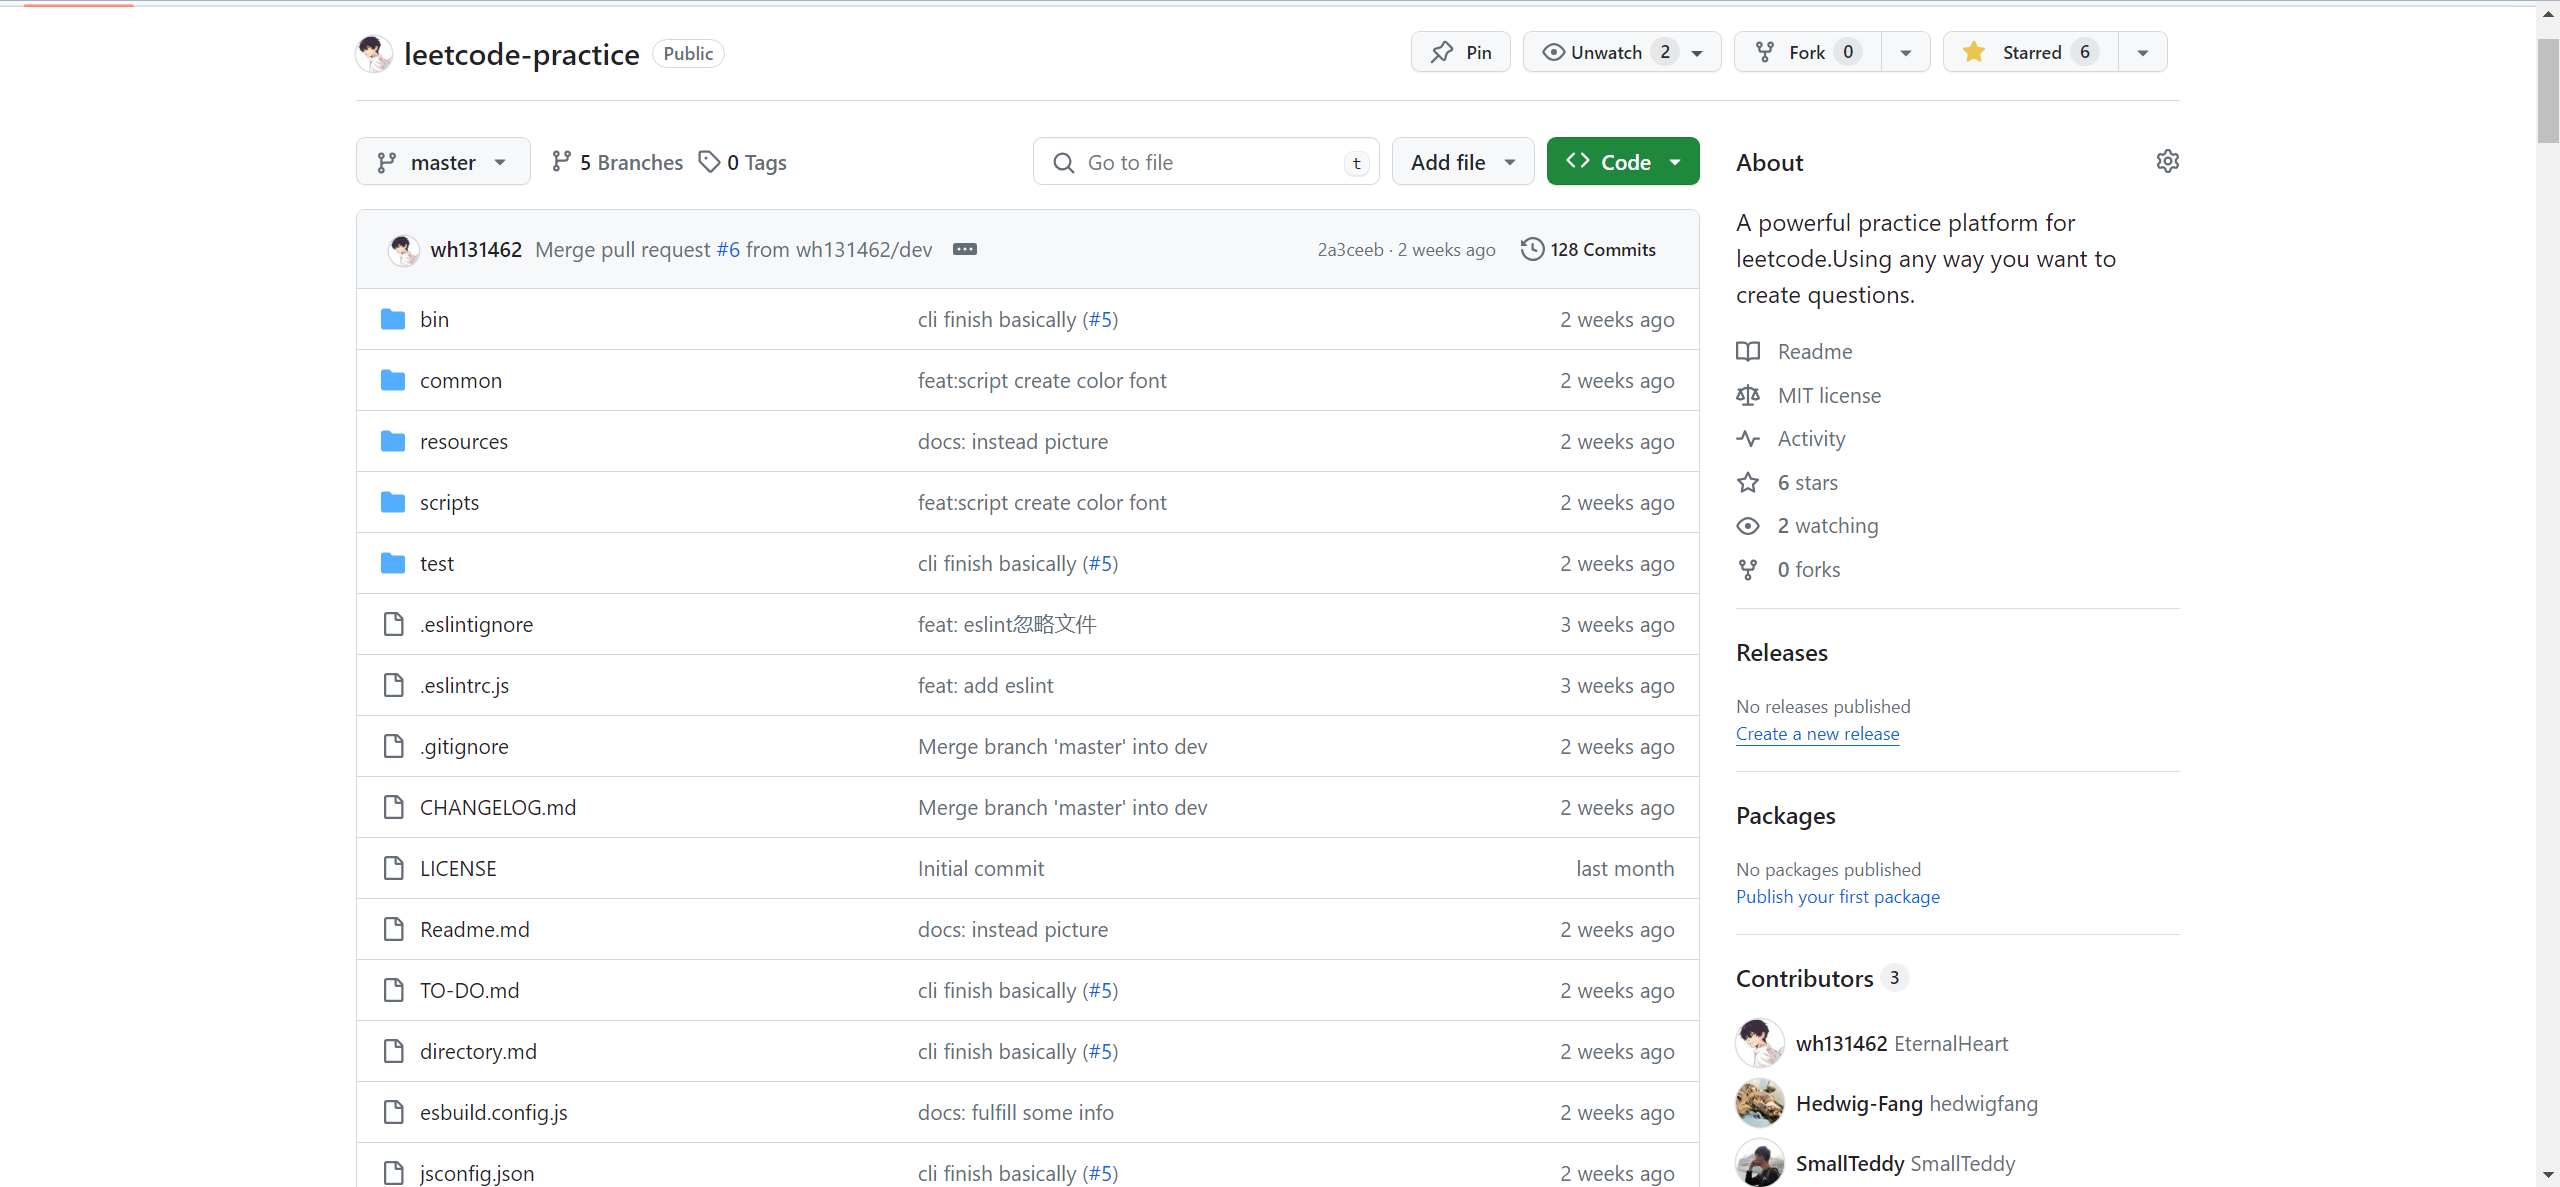 leetcode-practice Public Pin Unwatch 2 Fork 0 Starred 6
master 5 Branches 0 Tags Go to file t Add file Code
wh131462 Merge pull request #6 from wh131462/dev 2a3ceeb · 2 weeks ago 128 Commits
bin cli finish basically (#5) 2 weeks ago
common feat:script create color font 2 weeks ago
resources docs: instead picture 2 weeks ago
scripts feat:script create color font 2 weeks ago
test cli finish basically (#5) 2 weeks ago
.eslintignore feat: eslint忽略文件 3 weeks ago
.eslintrc.js feat: add eslint 3 weeks ago
.gitignore Merge branch 'master' into dev 2 weeks ago
CHANGELOG.md Merge branch 'master' into dev 2 weeks ago
LICENSE Initial commit last month
Readme.md docs: instead picture 2 weeks ago
TO-DO.md cli finish basically (#5) 2 weeks ago
directory.md cli finish basically (#5) 2 weeks ago
esbuild.config.js docs: fulfill some info 2 weeks ago
jsconfig.json cli finish basically (#5) 2 weeks ago
About
A powerful practice platform for
leetcode.Using any way you want to
create questions.
Readme
MIT license
Activity
6 stars
2 watching
0 forks
Releases
No releases published
Create a new release
Packages
No packages published
Publish your first package
Contributors 3
wh131462 EternalHeart
Hedwig-Fang hedwigfang
SmallTeddy SmallTeddy